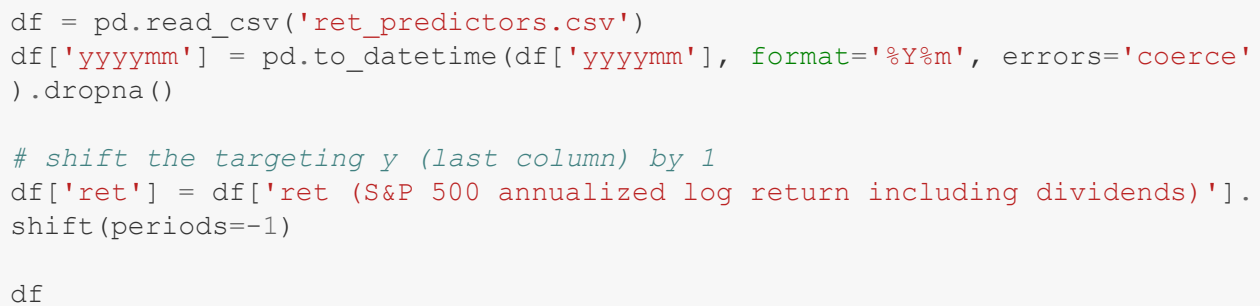 df = pd.read_csv('ret_predictors.csv')
df['yyyymm'] = pd.to_datetime(df['yyyymm'], format='%Y%m', errors='coerce'
).dropna()
# shift the targeting y (last column) by 1
df['ret'] = df['ret (S&P 500 annualized log return including dividends)'].
shift(periods=-1)
df